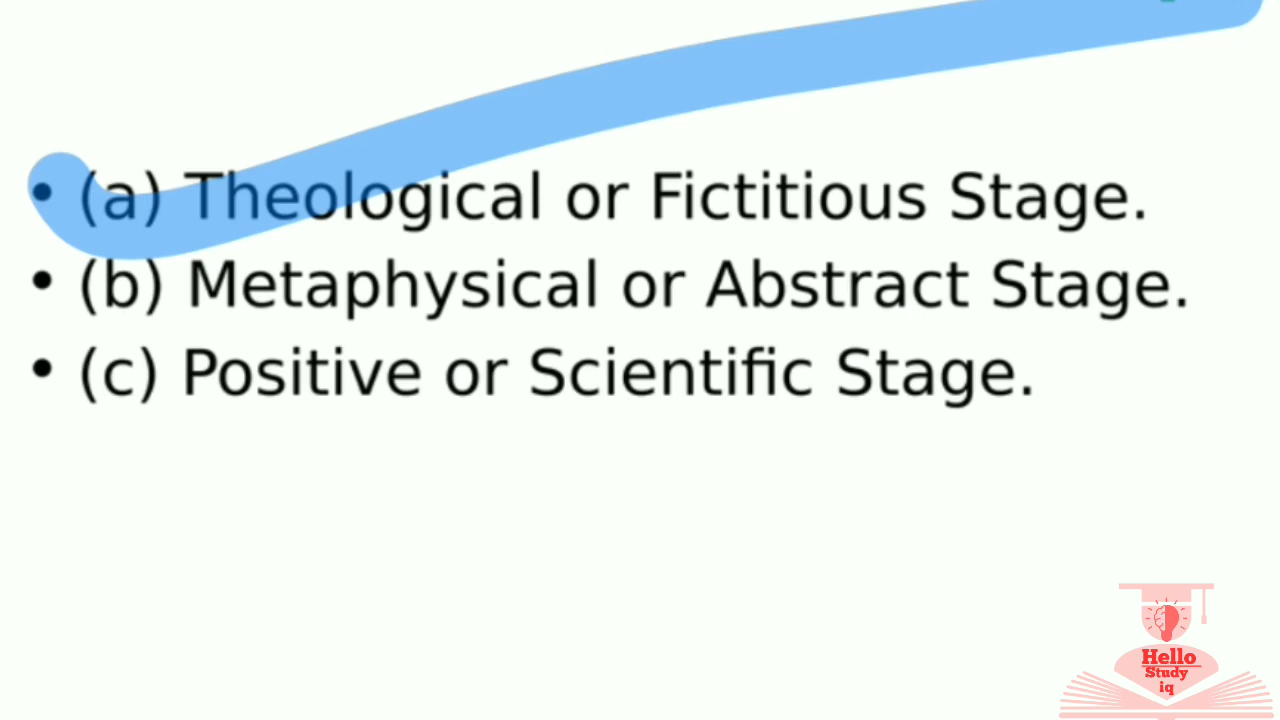 • (a) Theological or Fictitious Stage.
• (b) Metaphysical or Abstract Stage.
• (c) Positive or Scientific Stage.
Hello
Study
iq